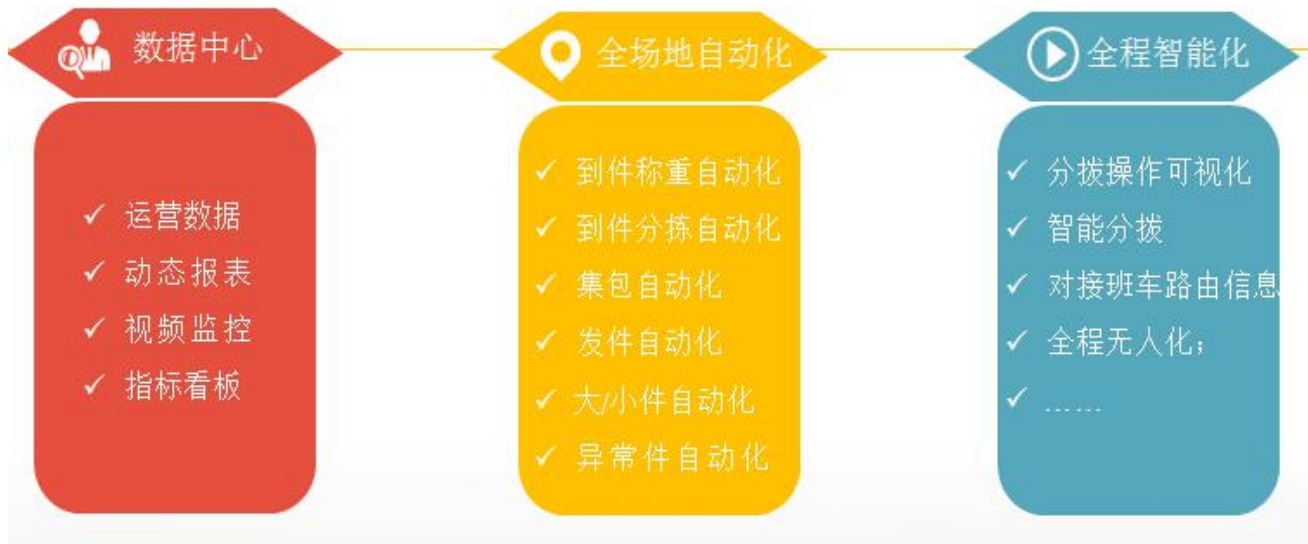 数据中心
运营数据
动态报表
视频监控
指标看板
全场地自动化
到件称重自动化
到件分拣自动化
集包自动化
发件自动化
大/小件自动化
异常件自动化
全程智能化
分拨操作可视化
智能分拨
对接班车路由信息
全程无人化；
……